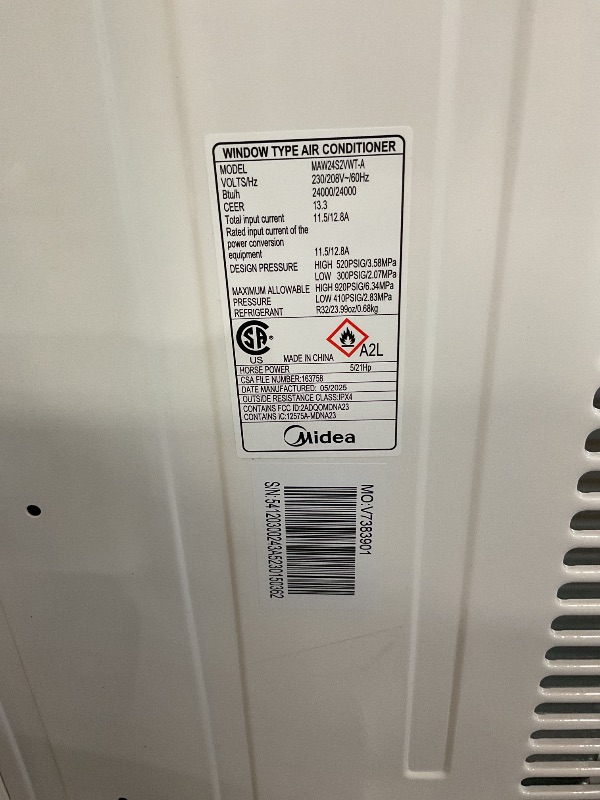 WINDOW TYPE AIR CONDITIONER
MODEL MAW24S2VWT-A
VOLTS/Hz 230/208V~/60Hz
Btu/h 24000/24000
CEER 13.3
Total input current 11.5/12.8A
Rated input current of the
power conversion
equipment 11.5/12.8A
DESIGN PRESSURE HIGH 520PSIG/3.58MPa
LOW 300PSIG/2.07MPa
MAXIMUM ALLOWABLE HIGH 920PSIG/6.34MPa
PRESSURE LOW 410PSIG/2.83MPa
REFRIGERANT R32/23.99oz/0.68kg
SA ®
US MADE IN CHINA A2L
HORSE POWER 5/21Hp
CSA FILE NUMBER:163758
DATE MANUFACTURED: 05/2025
OUTSIDE RESISTANCE CLASS:IPX4
CONTAINS FCC ID:2ADQOMDNA23
CONTAINS IC:12575A-MDNA23
Midea
MO:V7383901
S/N:541203D0243A5230150362